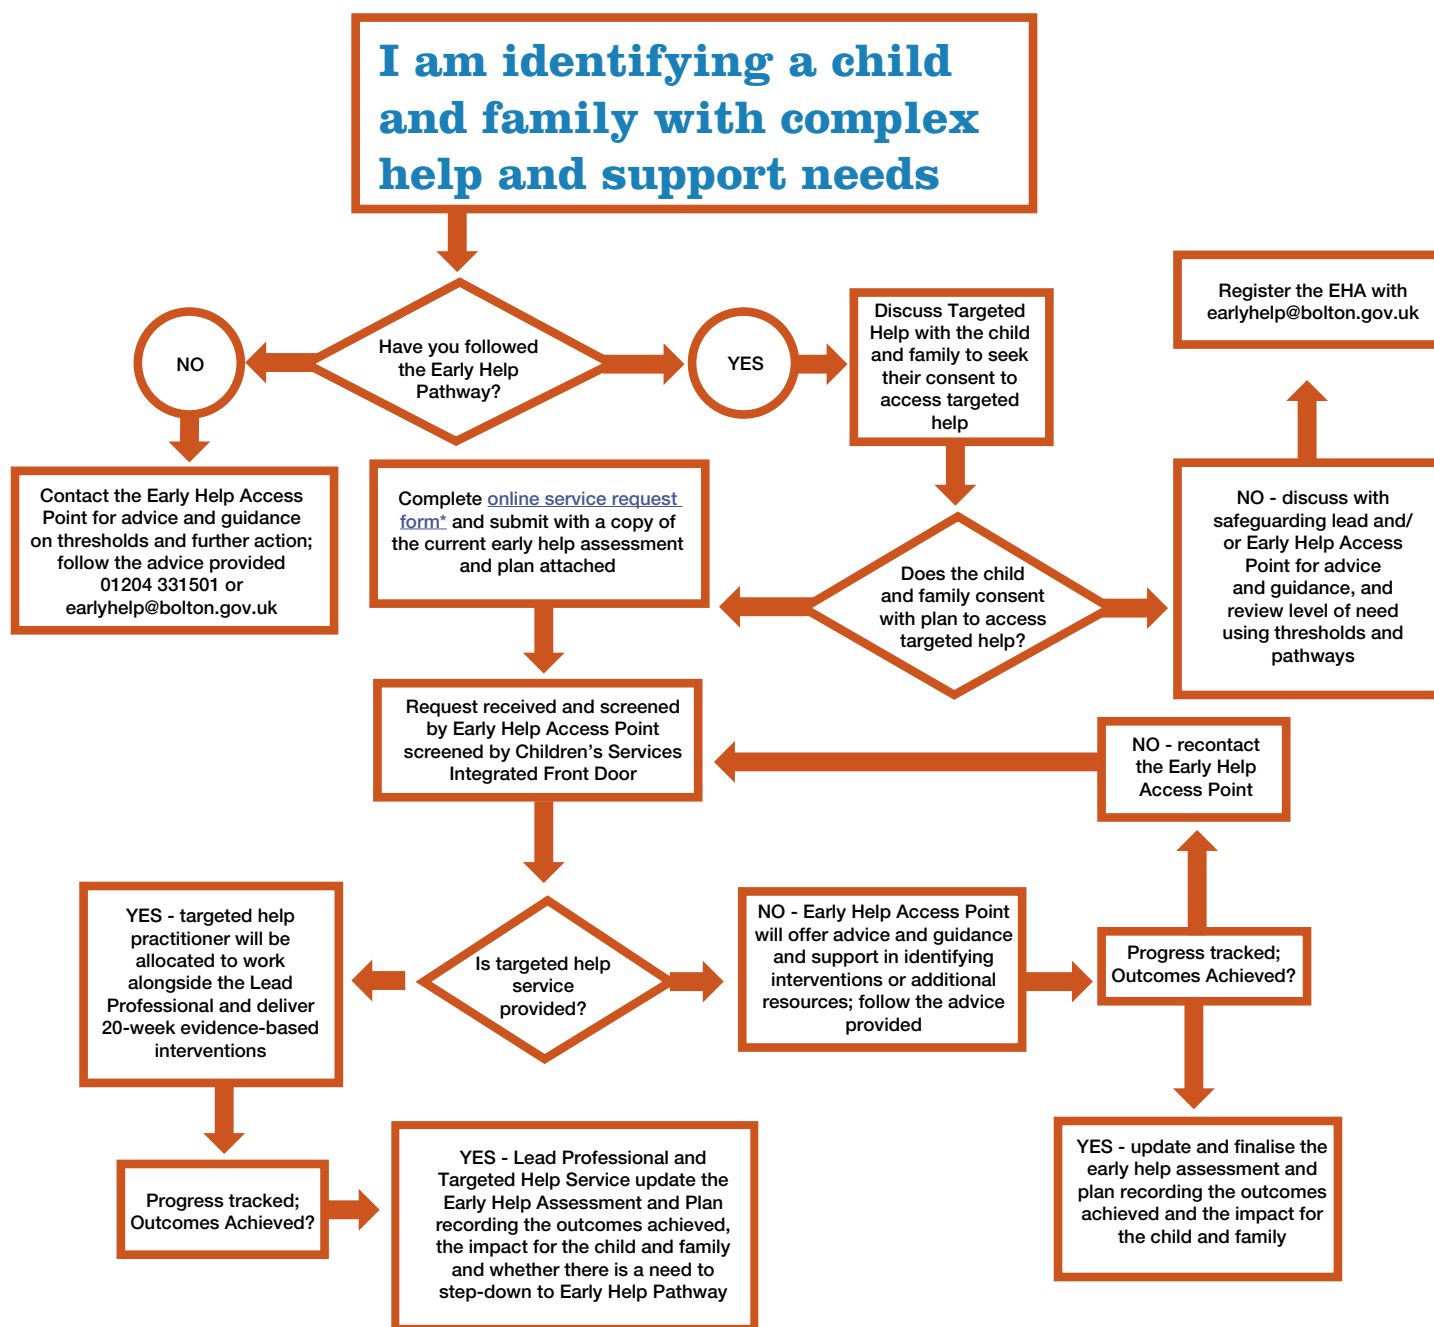 I am identifying a child
and family with complex
help and support needs
Have you followed
the Early Help
Pathway?
NO
YES
Discuss Targeted
Help with the child
and family to seek
their consent to
access targeted
help
Register the EHA with
earlyhelp@bolton.gov.uk
Contact the Early Help Access
Point for advice and guidance
on thresholds and further action;
follow the advice provided
01204 331501 or
earlyhelp@bolton.gov.uk
Complete online service request
form* and submit with a copy of
the current early help assessment
and plan attached
Does the child
and family consent
with plan to access
targeted help?
NO - discuss with
safeguarding lead and/
or Early Help Access
Point for advice
and guidance, and
review level of need
using thresholds and
pathways
Request received and screened
by Early Help Access Point
screened by Children’s Services
Integrated Front Door
NO - recontact
the Early Help
Access Point
YES - targeted help
practitioner will be
allocated to work
alongside the Lead
Professional and deliver
20-week evidence-based
interventions
Is targeted help
service
provided?
NO - Early Help Access Point
will offer advice and guidance
and support in identifying
interventions or additional
resources; follow the advice
provided
Progress tracked;
Outcomes Achieved?
Progress tracked;
Outcomes Achieved?
YES - Lead Professional and
Targeted Help Service update the
Early Help Assessment and Plan
recording the outcomes achieved,
the impact for the child and family
and whether there is a need to
step-down to Early Help Pathway
YES - update and finalise the
early help assessment and
plan recording the outcomes
achieved and the impact for
the child and family